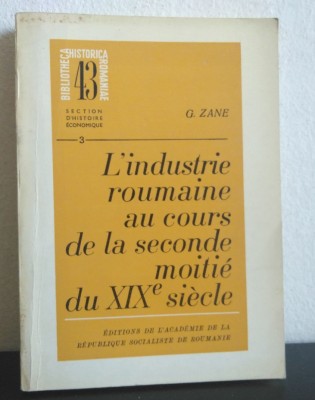 BIBLIOTHECA
HISTORICA
ROMANIAE
43
SECTION
D'HISTOIRE
ÉCONOMIQUE
3
G. ZANE
L'industrie
roumaine
au cours
de la seconde
moitié
du XIXe siècle
ÉDITIONS DE L'ACADÉMIE DE LA
RÉPUBLIQUE SOCIALISTE DE ROUMANIE